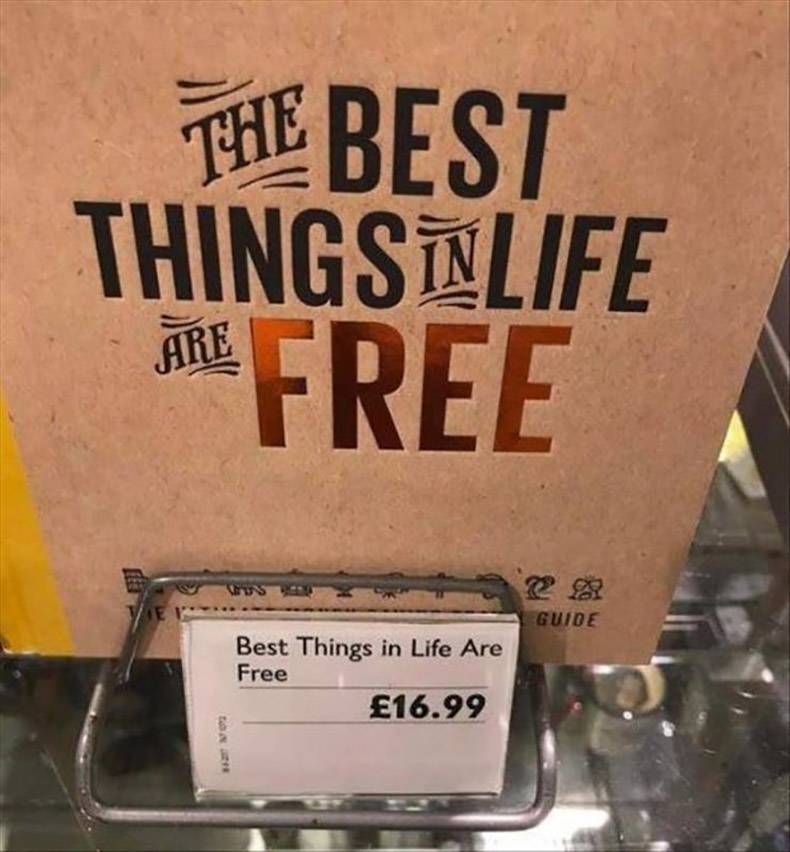 THE BEST
THINGS IN LIFE
ARE FREE
GUIDE
Best Things in Life Are
Free
£16.99